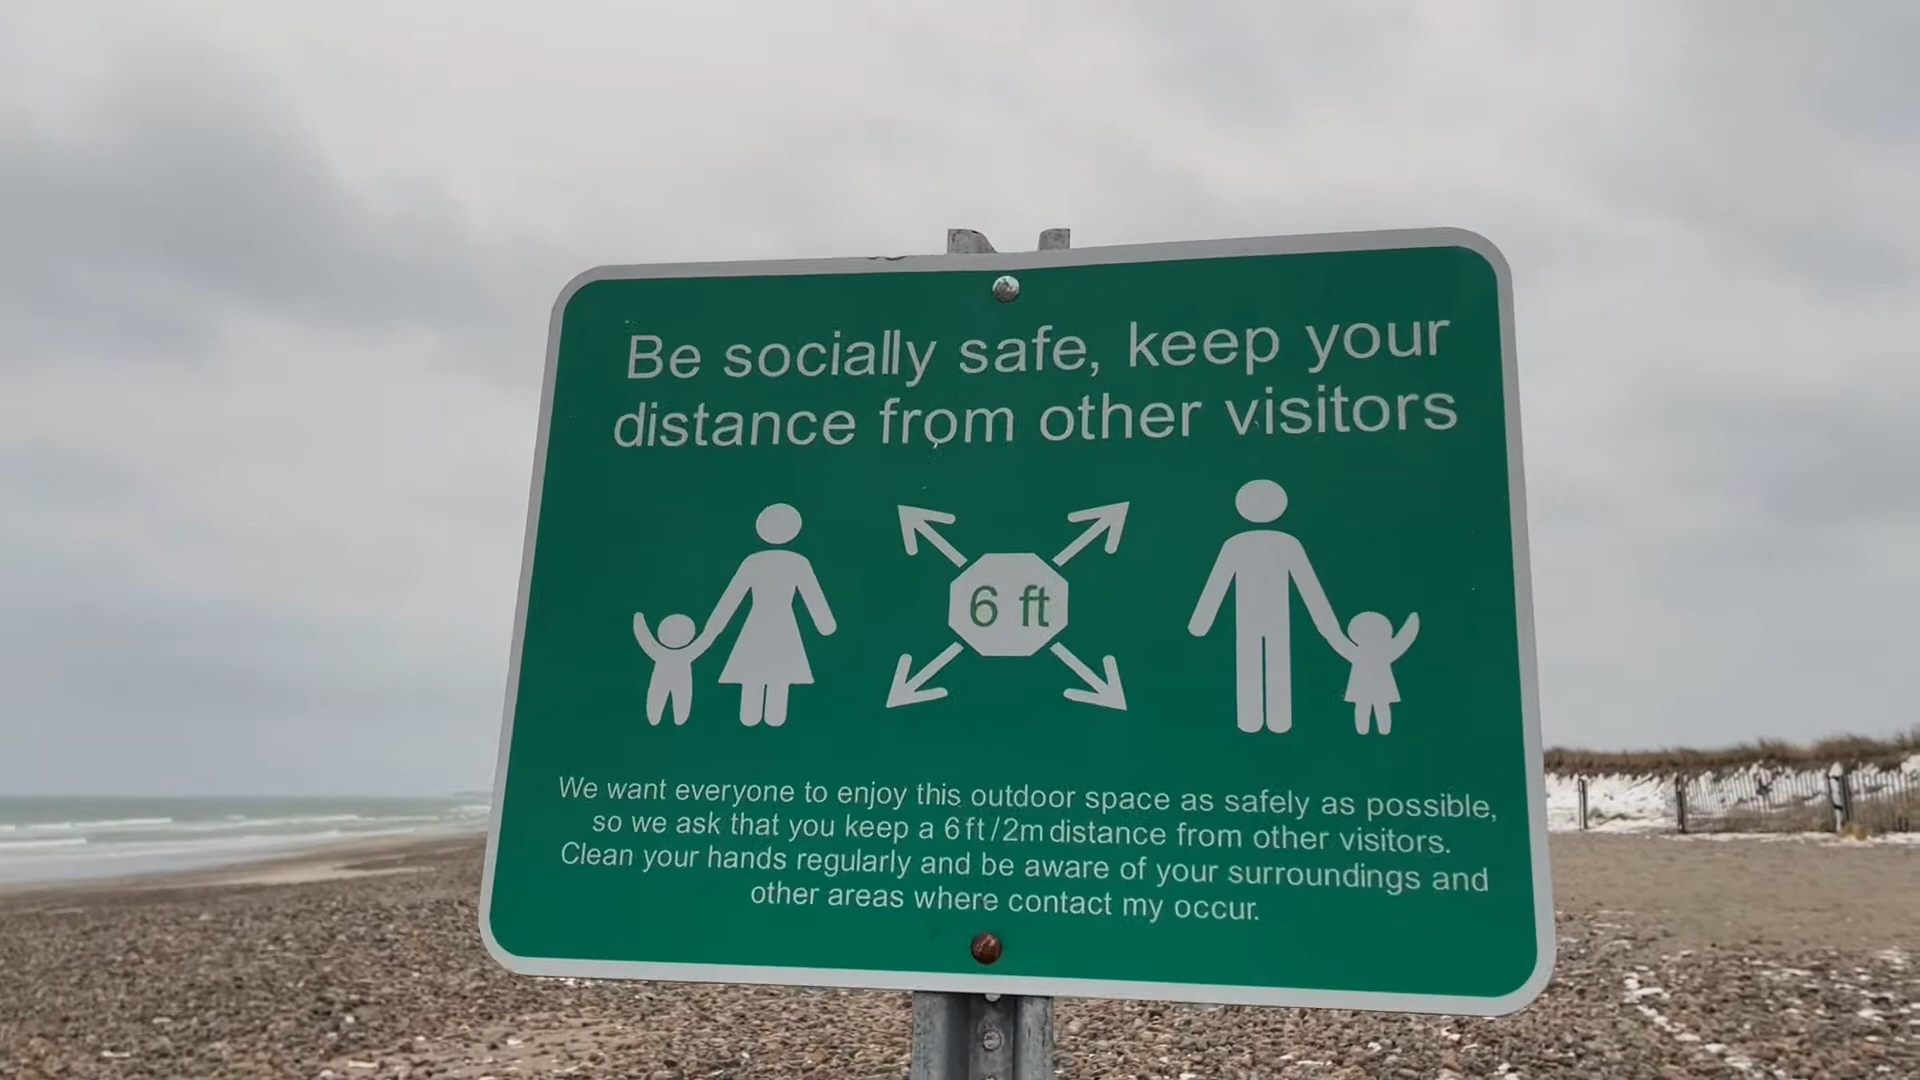 Be socially safe, keep your
distance from other visitors
6 ft
We want everyone to enjoy this outdoor space as safely as possible,
so we ask that you keep a 6ft/2m distance from other visitors.
Clean your hands regularly and be aware of your surroundings and
other areas where contact my occur.